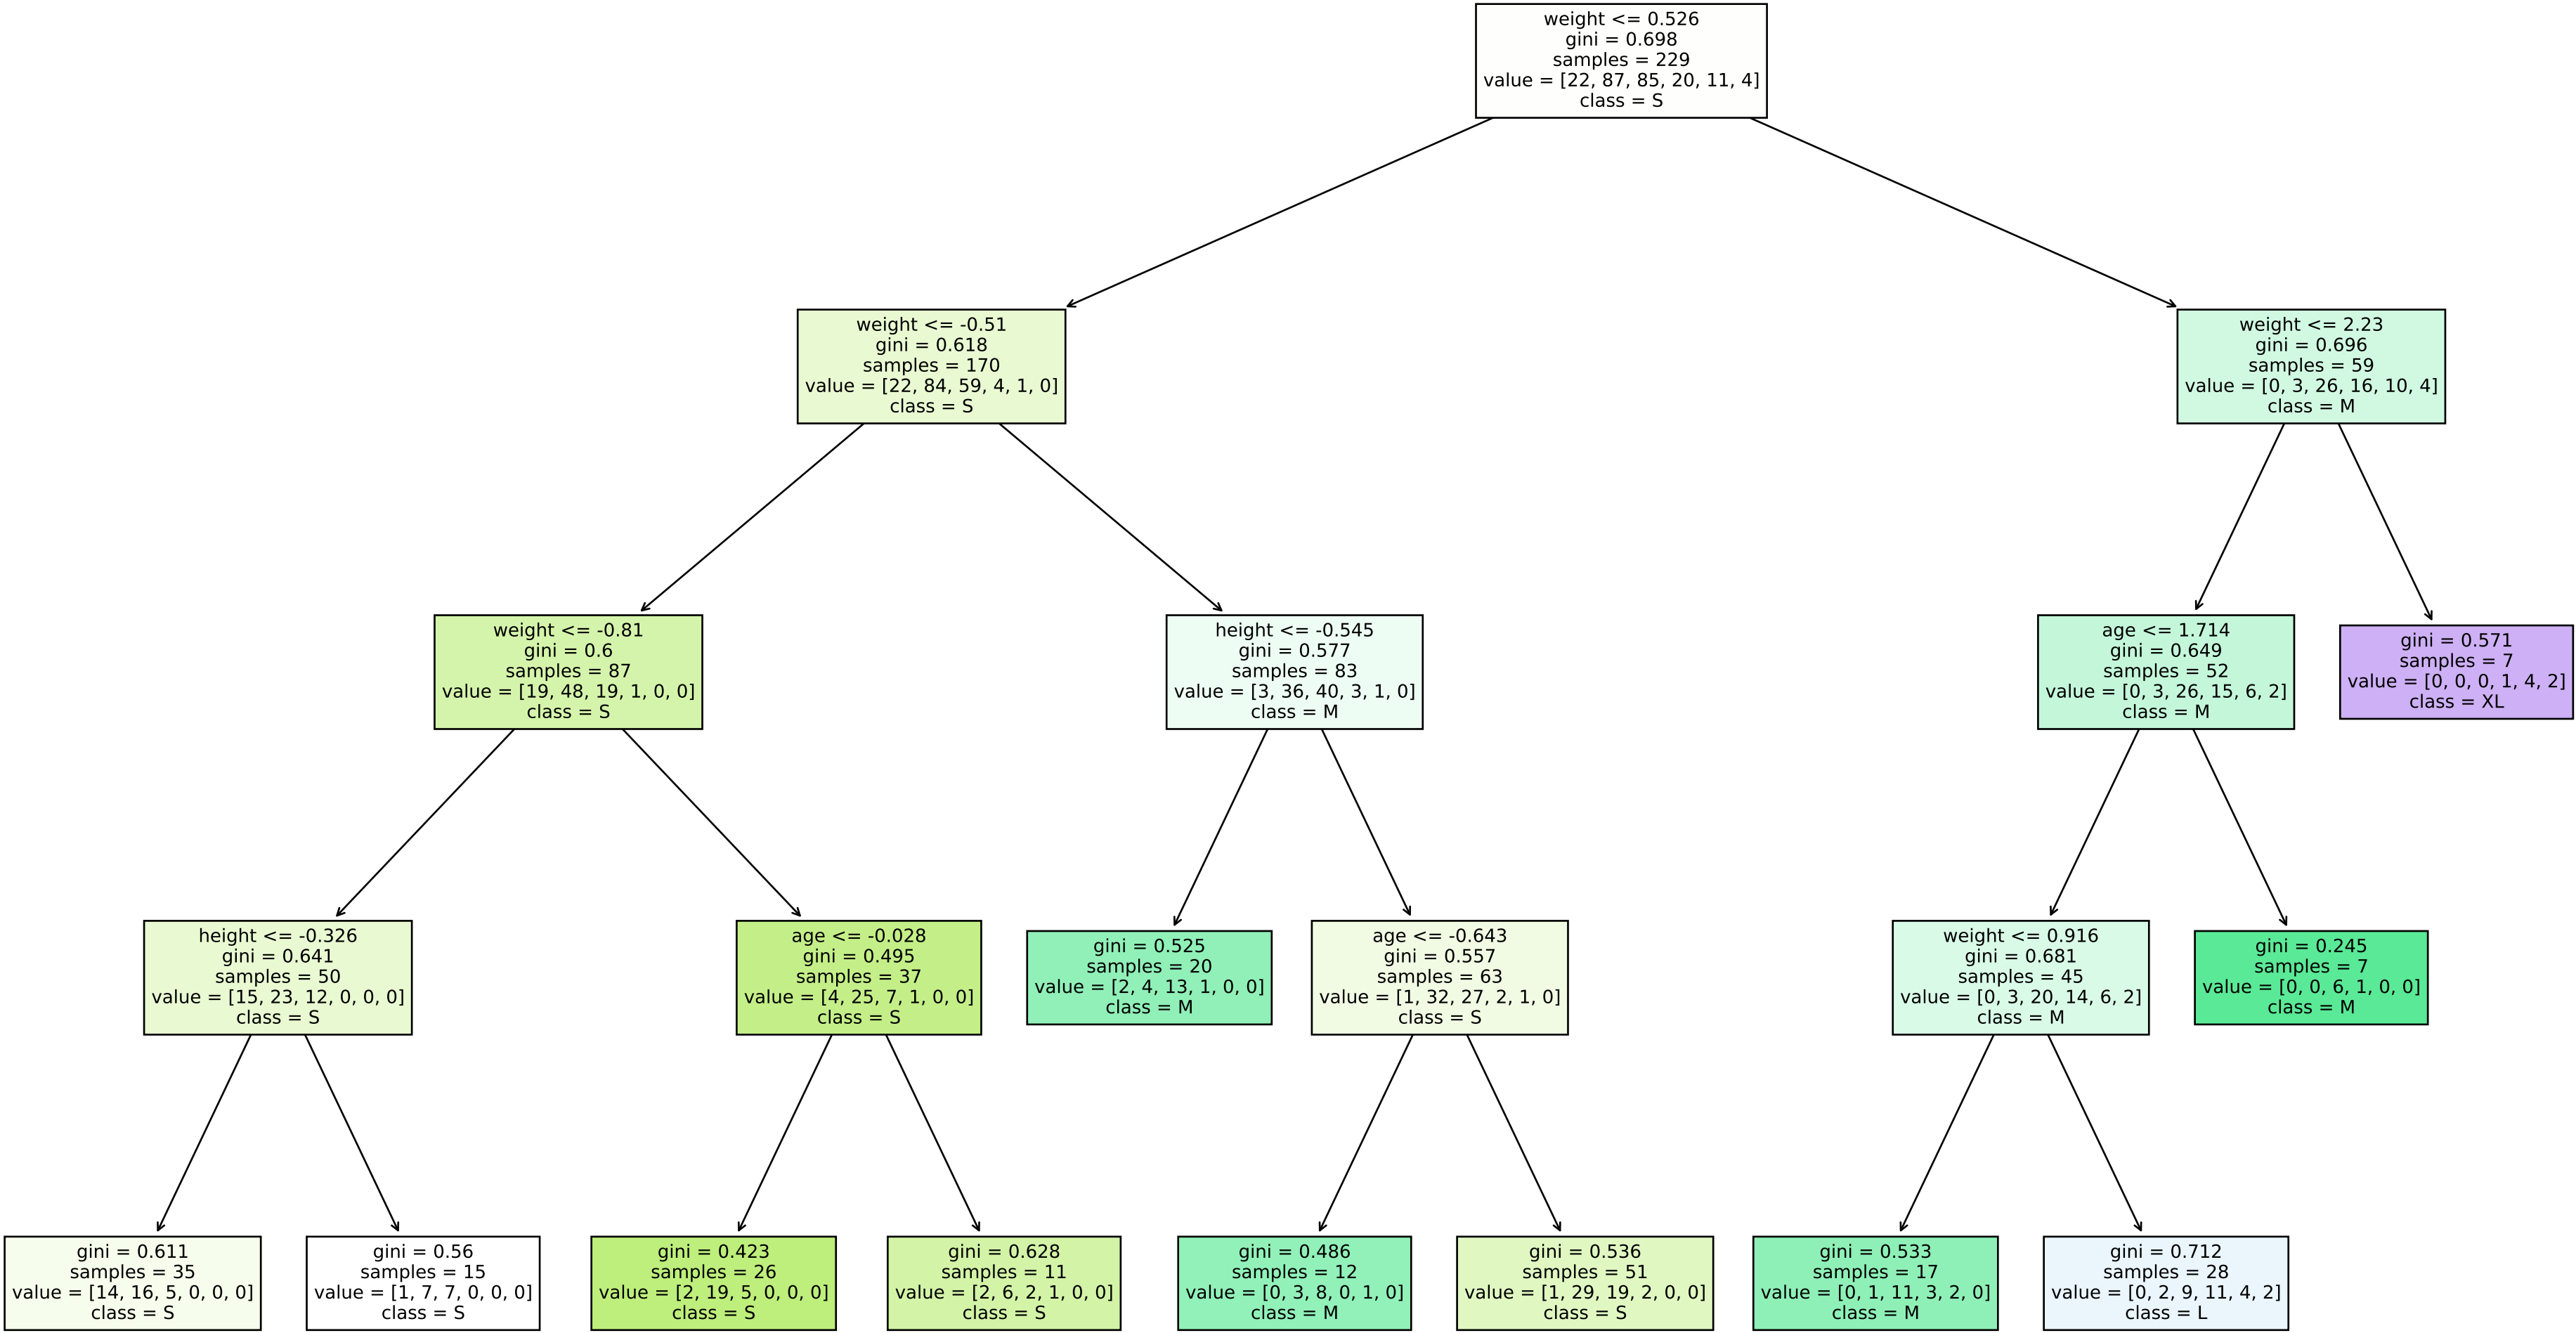 weight <= 0.526
gini = 0.698
samples = 229
value = [22, 87, 85, 20, 11, 4]
class = S
weight <= -0.51
gini = 0.618
samples = 170
value = [22, 84, 59, 4, 1, 0]
class = S
weight <= 2.23
gini = 0.696
samples = 59
value = [0, 3, 26, 16, 10, 4]
class = M
weight <= -0.81
gini = 0.6
samples = 87
value = [19, 48, 19, 1, 0, 0]
class = S
height <= -0.545
gini = 0.577
samples = 83
value = [3, 36, 40, 3, 1, 0]
class = M
age <= 1.714
gini = 0.649
samples = 52
value = [0, 3, 26, 15, 6, 2]
class = M
gini = 0.571
samples = 7
value = [0, 0, 0, 1, 4, 2]
class = XL
height <= -0.326
gini = 0.641
samples = 50
value = [15, 23, 12, 0, 0, 0]
class = S
age <= -0.028
gini = 0.495
samples = 37
value = [4, 25, 7, 1, 0, 0]
class = S
gini = 0.525
samples = 20
value = [2, 4, 13, 1, 0, 0]
class = M
age <= -0.643
gini = 0.557
samples = 63
value = [1, 32, 27, 2, 1, 0]
class = S
weight <= 0.916
gini = 0.681
samples = 45
value = [0, 3, 20, 14, 6, 2]
class = M
gini = 0.245
samples = 7
value = [0, 0, 6, 1, 0, 0]
class = M
gini = 0.611
samples = 35
value = [14, 16, 5, 0, 0, 0]
class = S
gini = 0.56
samples = 15
value = [1, 7, 7, 0, 0, 0]
class = S
gini = 0.423
samples = 26
value = [2, 19, 5, 0, 0, 0]
class = S
gini = 0.628
samples = 11
value = [2, 6, 2, 1, 0, 0]
class = S
gini = 0.486
samples = 12
value = [0, 3, 8, 0, 1, 0]
class = M
gini = 0.536
samples = 51
value = [1, 29, 19, 2, 0, 0]
class = S
gini = 0.533
samples = 17
value = [0, 1, 11, 3, 2, 0]
class = M
gini = 0.712
samples = 28
value = [0, 2, 9, 11, 4, 2]
class = L